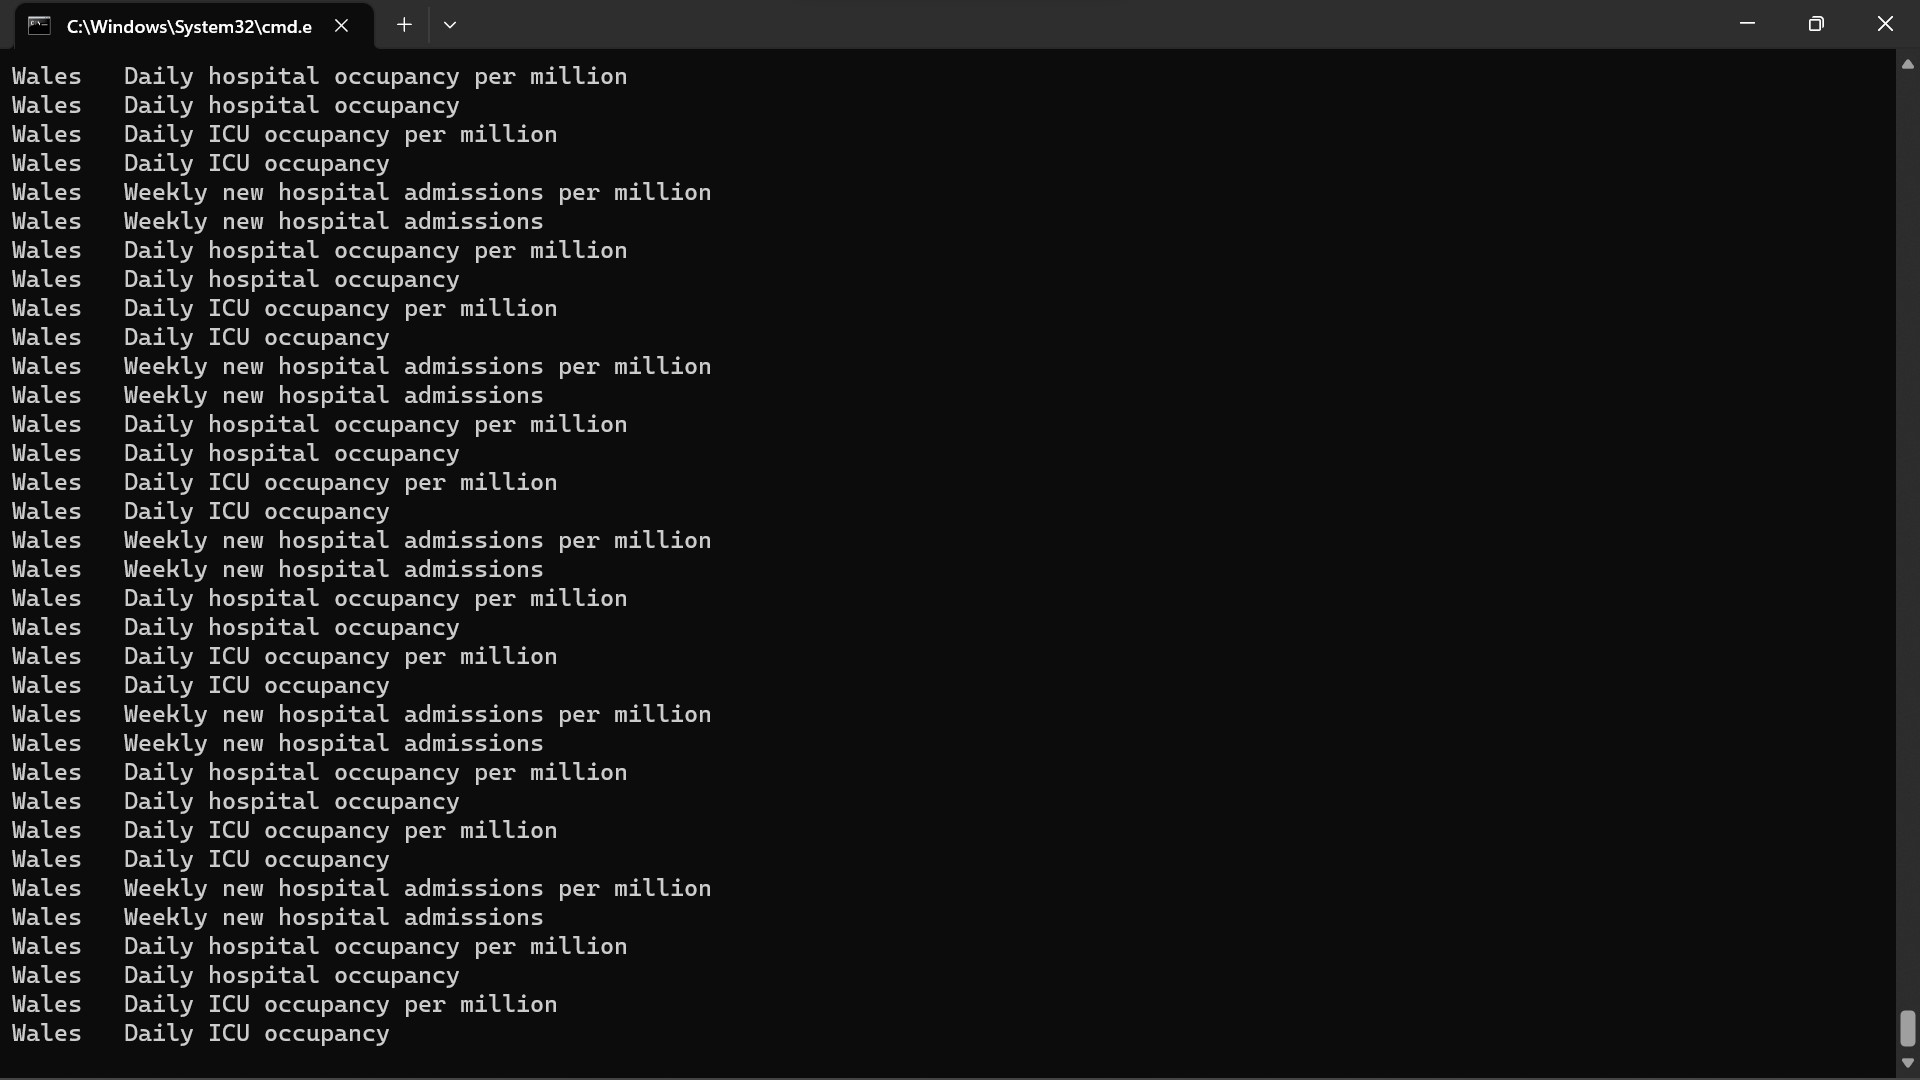 C:\Windows\System32\cmd.e
Wales   Daily hospital occupancy per million
Wales   Daily hospital occupancy
Wales   Daily ICU occupancy per million
Wales   Daily ICU occupancy
Wales   Weekly new hospital admissions per million
Wales   Weekly new hospital admissions
Wales   Daily hospital occupancy per million
Wales   Daily hospital occupancy
Wales   Daily ICU occupancy per million
Wales   Daily ICU occupancy
Wales   Weekly new hospital admissions per million
Wales   Weekly new hospital admissions
Wales   Daily hospital occupancy per million
Wales   Daily hospital occupancy
Wales   Daily ICU occupancy per million
Wales   Daily ICU occupancy
Wales   Weekly new hospital admissions per million
Wales   Weekly new hospital admissions
Wales   Daily hospital occupancy per million
Wales   Daily hospital occupancy
Wales   Daily ICU occupancy per million
Wales   Daily ICU occupancy
Wales   Weekly new hospital admissions per million
Wales   Weekly new hospital admissions
Wales   Daily hospital occupancy per million
Wales   Daily hospital occupancy
Wales   Daily ICU occupancy per million
Wales   Daily ICU occupancy
Wales   Weekly new hospital admissions per million
Wales   Weekly new hospital admissions
Wales   Daily hospital occupancy per million
Wales   Daily hospital occupancy
Wales   Daily ICU occupancy per million
Wales   Daily ICU occupancy